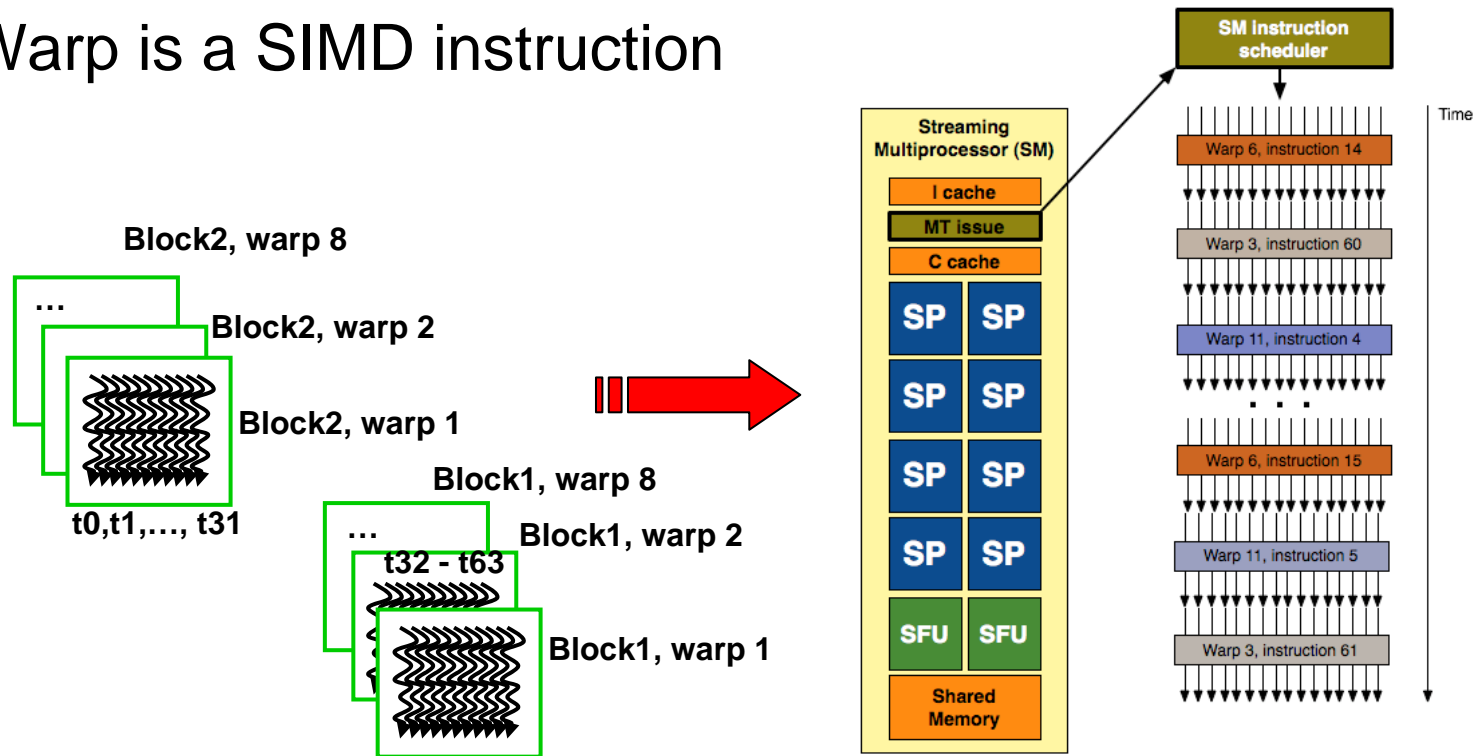 Warp is a SIMD instruction
Block2, warp 8
...
Block2, warp 2
Block2, warp 1
t0,t1,..., t31
Block1, warp 8
...
Block1, warp 2
t32 - t63
Block1, warp 1
Streaming
Multiprocessor (SM)
I cache
MT issue
C cache
SP SP
SP SP
SP SP
SP SP
SFU SFU
Shared
Memory
SM instruction
scheduler
Time
Warp 6, instruction 14
Warp 3, instruction 60
Warp 11, instruction 4
. . .
Warp 6, instruction 15
Warp 11, instruction 5
Warp 3, instruction 61